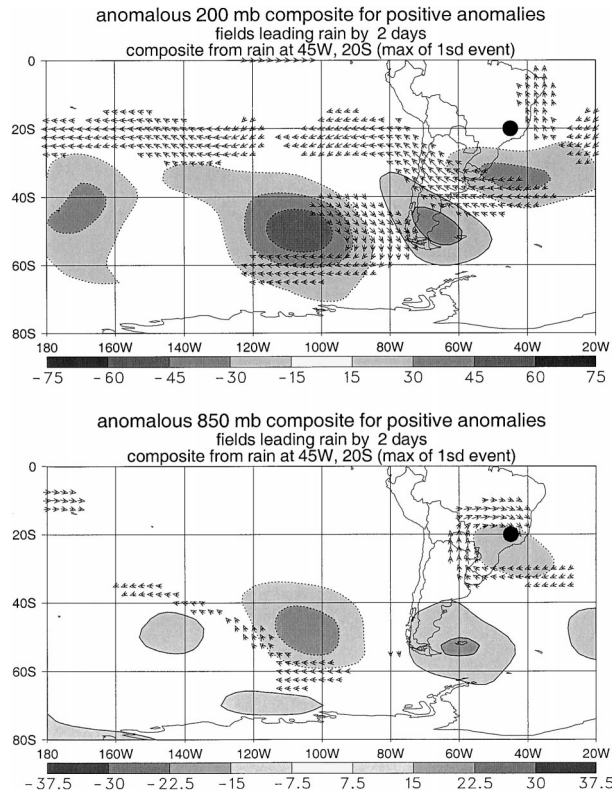 anomalous 200 mb composite for positive anomalies
fields leading rain by 2 days
composite from rain at 45W, 20S (max of 1sd event)
0
20S
40S
60S
80S
180 160W 140W 120W 100W 80W 60W 40W 20W
-75 -60 -45 -30 -15 15 30 45 60 75
anomalous 850 mb composite for positive anomalies
fields leading rain by 2 days
composite from rain at 45W, 20S (max of 1sd event)
0
20S
40S
60S
80S
180 160W 140W 120W 100W 80W 60W 40W 20W
-37.5 -30 -22.5 -15 -7.5 7.5 15 22.5 30 37.5